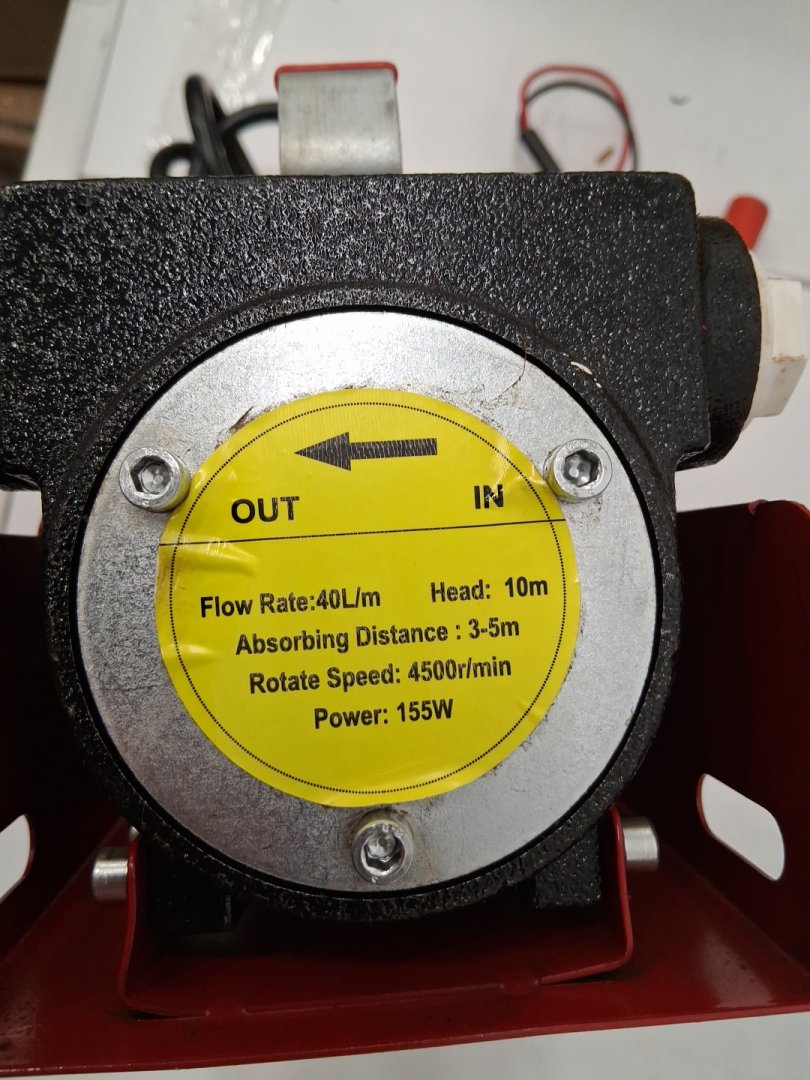 OUT IN
Flow Rate:40L/m Head: 10m
Absorbing Distance : 3-5m
Rotate Speed: 4500r/min
Power: 155W